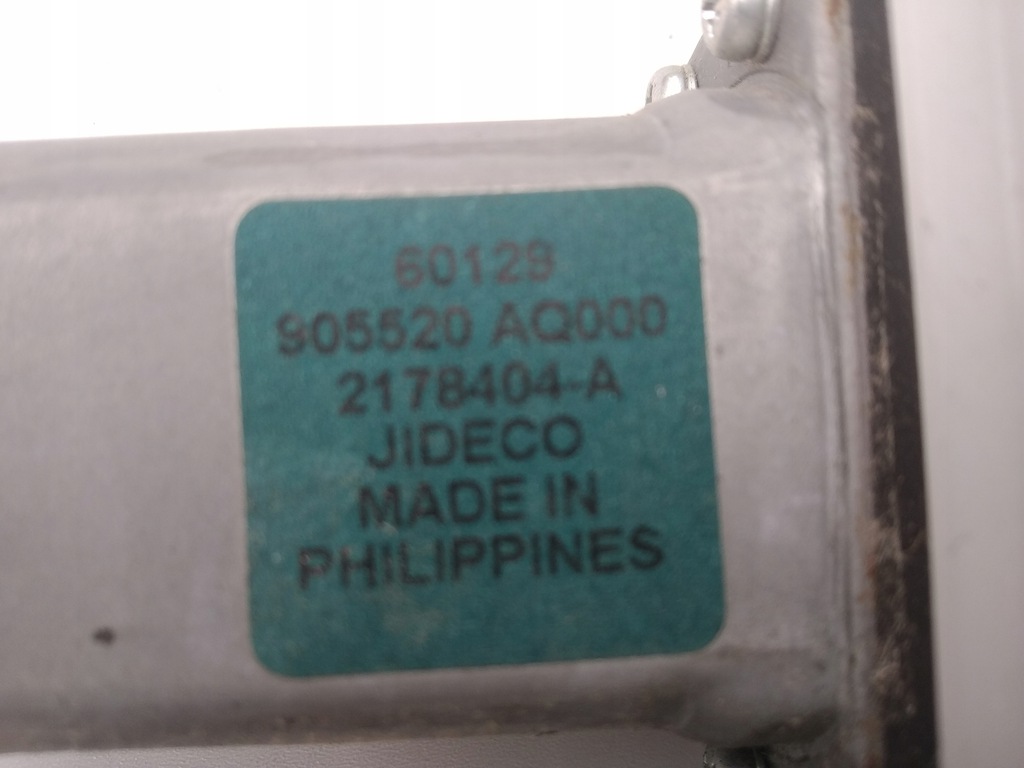 60129
905520 AQ000
2178404-A
JIDECO
MADE IN
PHILIPPINES